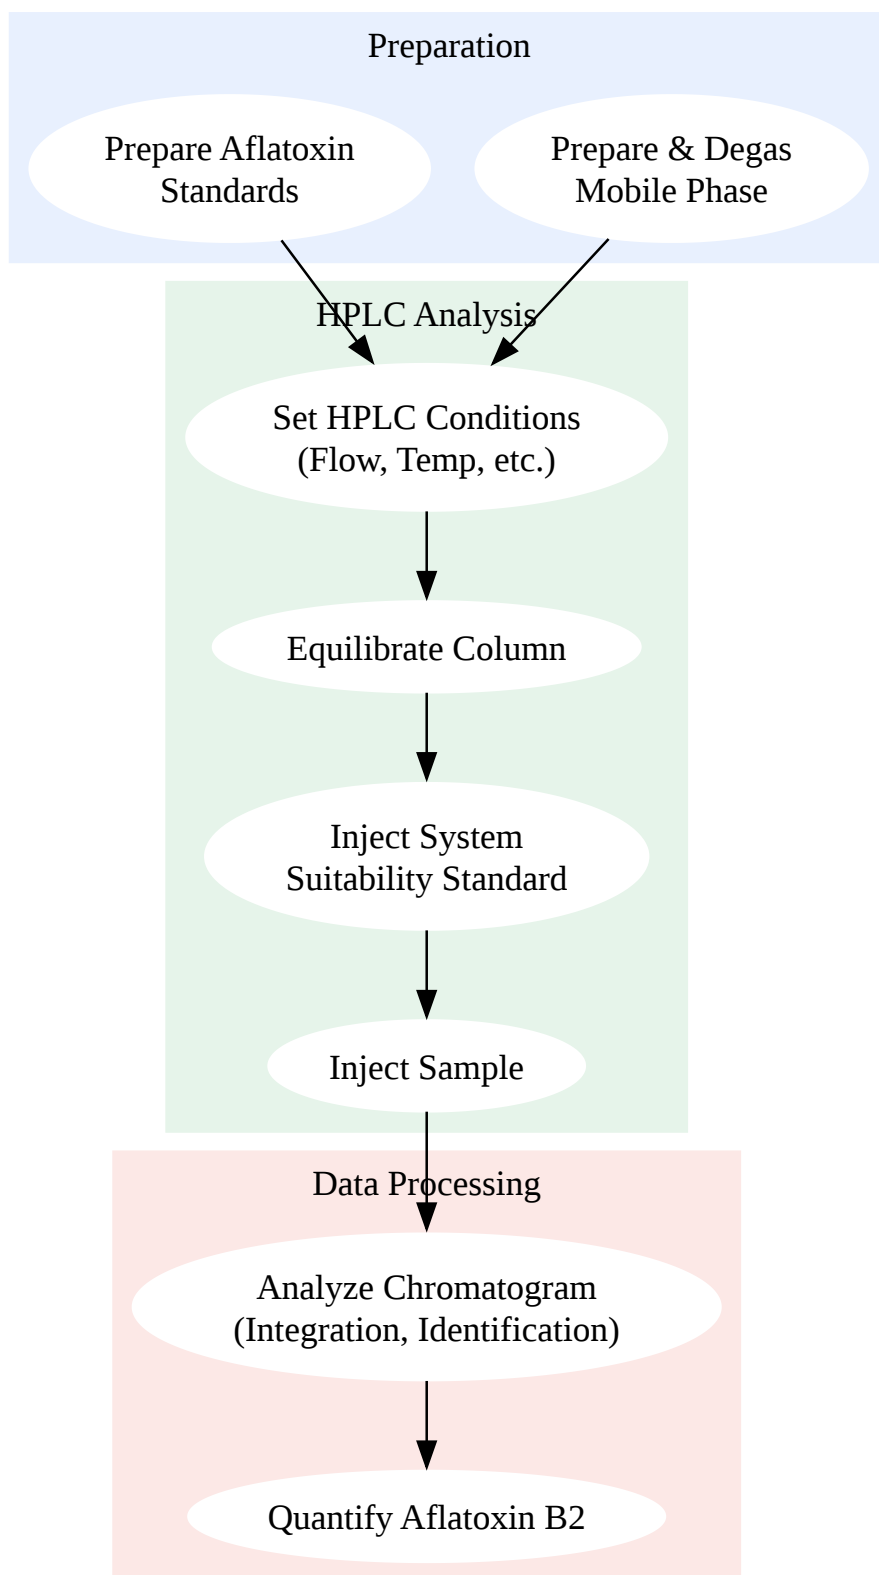 Preparation
Prepare Aflatoxin
Standards
Prepare & Degas
Mobile Phase
HPLC Analysis
Set HPLC Conditions
(Flow, Temp, etc.)
Equilibrate Column
Inject System
Suitability Standard
Inject Sample
Data Processing
Analyze Chromatogram
(Integration, Identification)
Quantify Aflatoxin B2